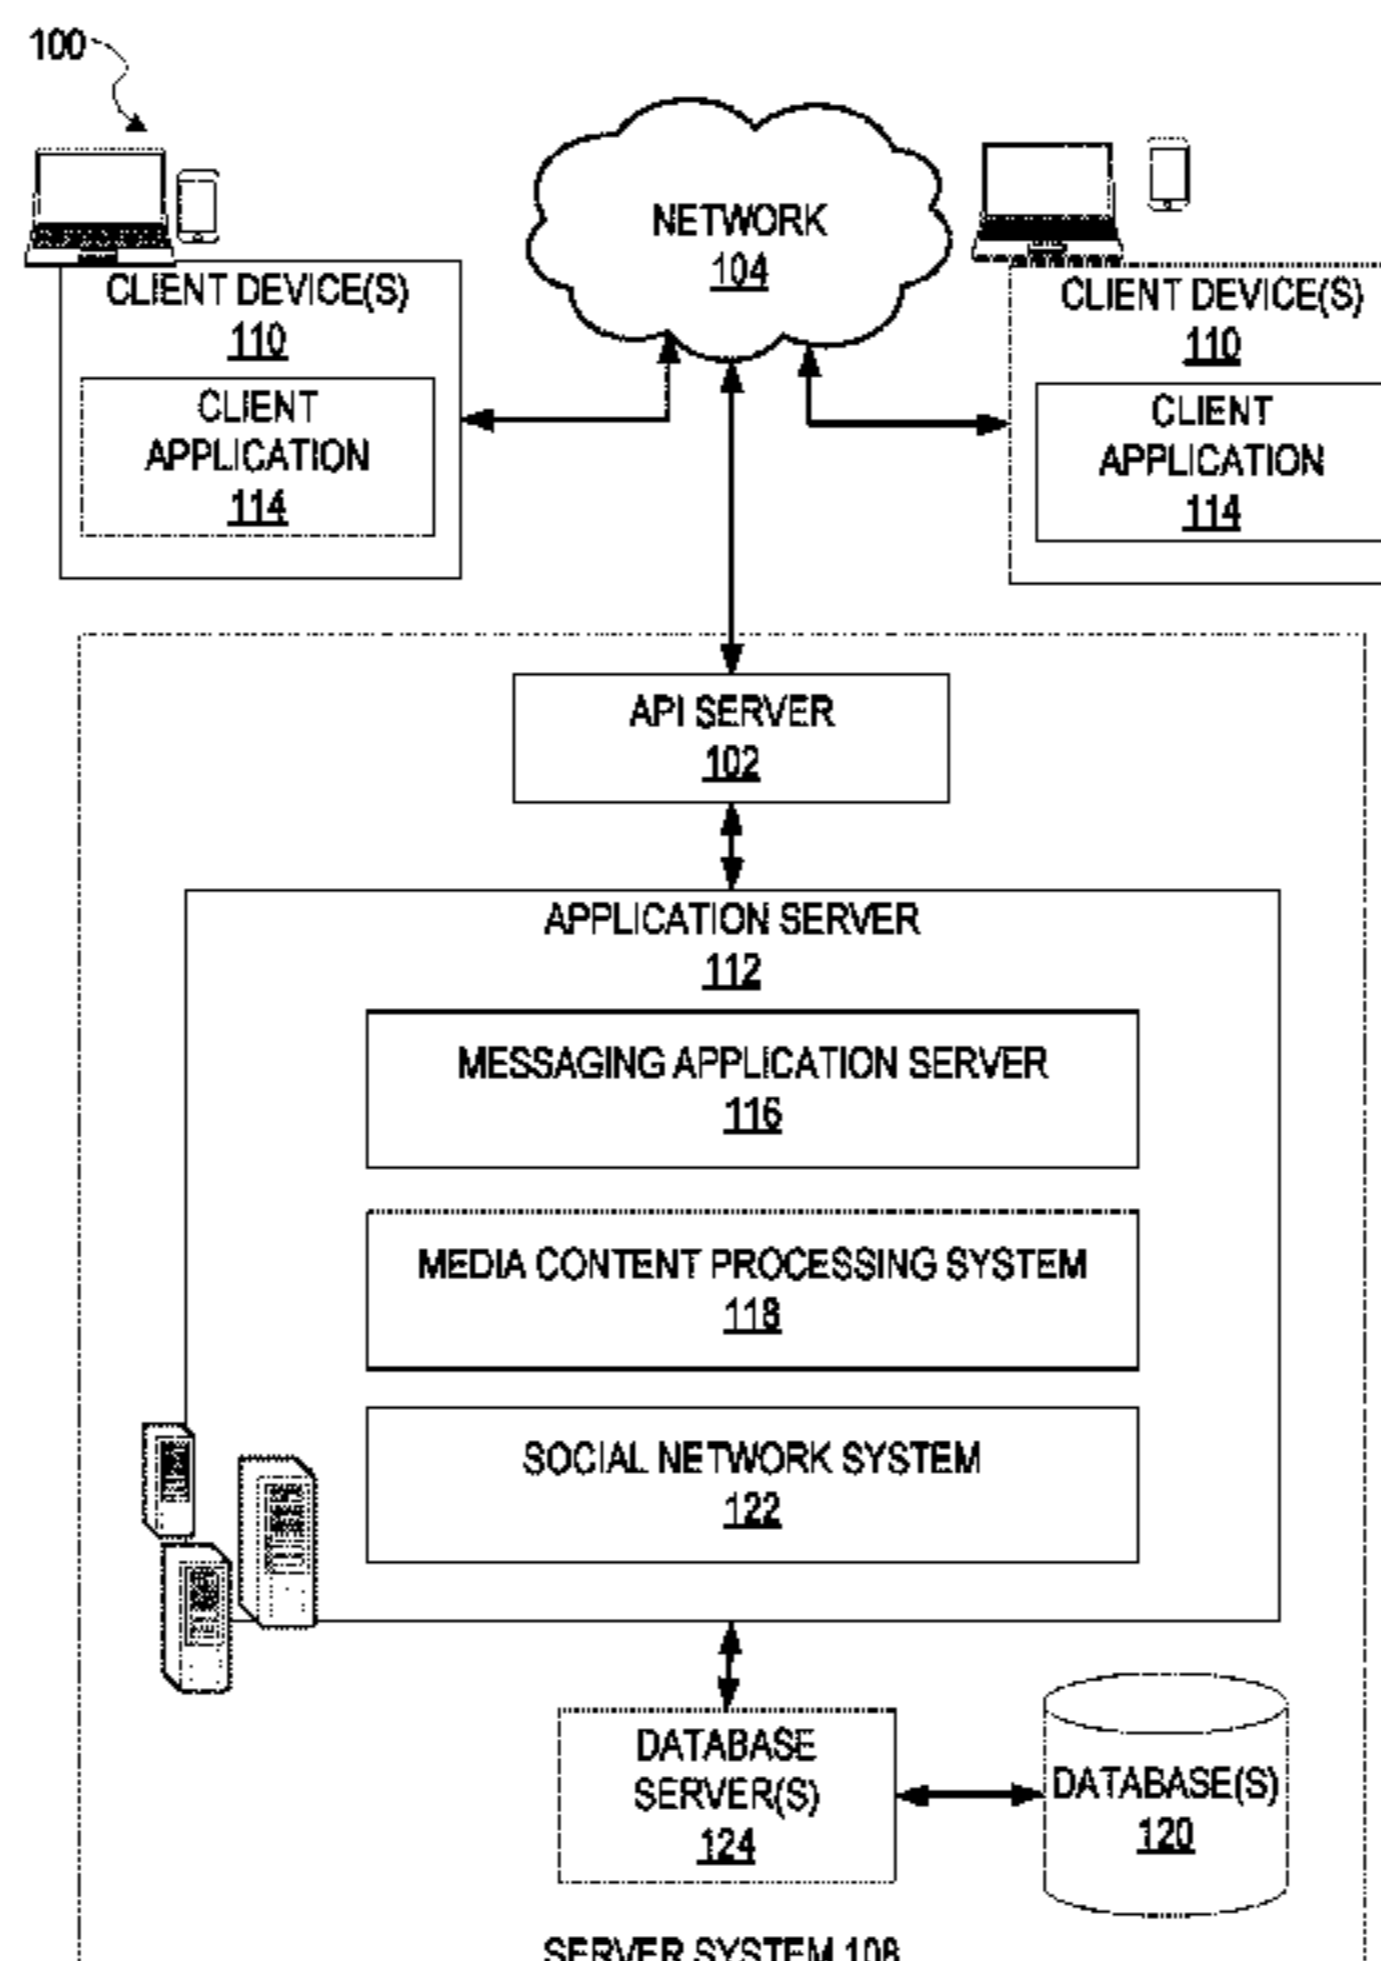 100
NETWORK
104
CLIENT DEVICE(S)
110
CLIENT
APPLICATION
114
CLIENT DEVICE(S)
110
CLIENT
APPLICATION
114
API SERVER
102
APPLICATION SERVER
112
MESSAGING APPLICATION SERVER
116
MEDIA CONTENT PROCESSING SYSTEM
118
SOCIAL NETWORK SYSTEM
122
DATABASE
SERVER(S)
124
DATABASE(S)
120
SERVER SYSTEM 108